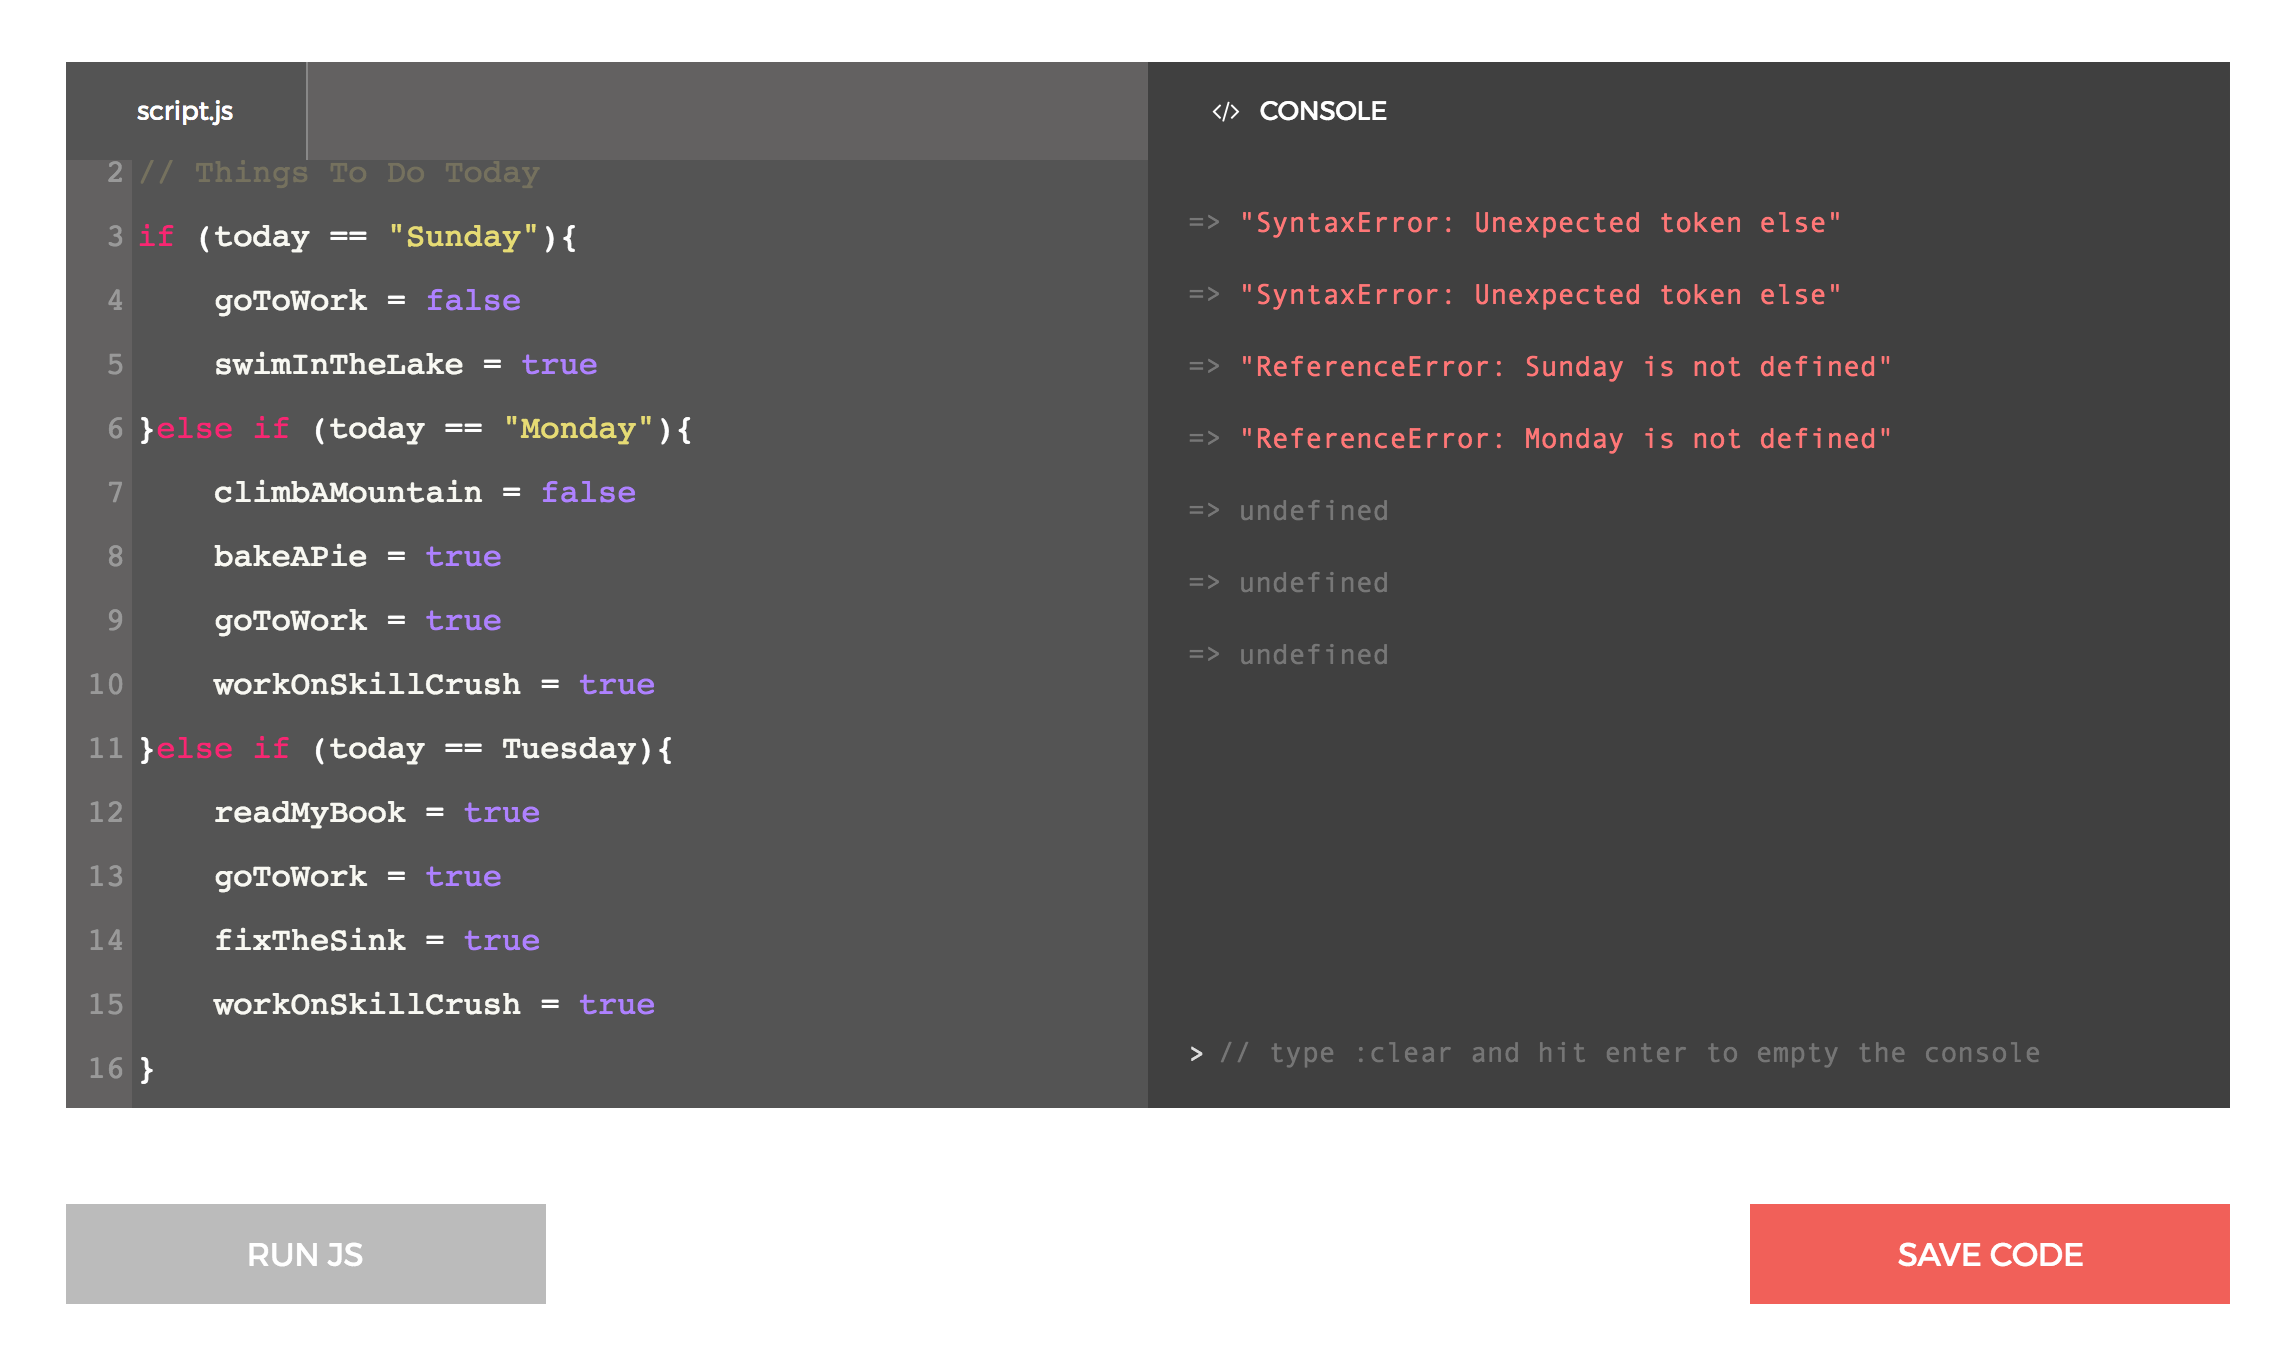 script.js
2 // Things To Do Today
3 if (today == "Sunday"){
4     goToWork = false
5     swimInTheLake = true
6 }else if (today == "Monday"){
7     climbAMountain = false
8     bakeAPie = true
9     goToWork = true
10     workOnSkillCrush = true
11 }else if (today == Tuesday){
12     readMyBook = true
13     goToWork = true
14     fixTheSink = true
15     workOnSkillCrush = true
16 }
</> CONSOLE
=> "SyntaxError: Unexpected token else"
=> "SyntaxError: Unexpected token else"
=> "ReferenceError: Sunday is not defined"
=> "ReferenceError: Monday is not defined"
=> undefined
=> undefined
=> undefined
> // type :clear and hit enter to empty the console
RUN JS
SAVE CODE